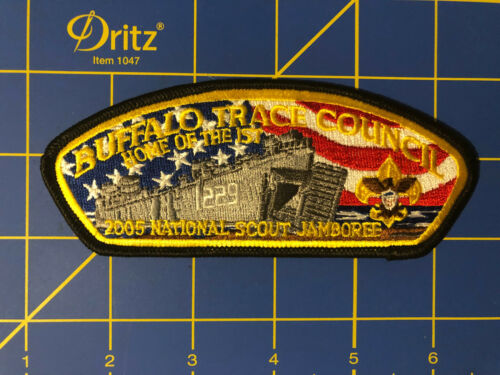 Dritz®
Item 1047
BUFFALO TRACE COUNCIL
HOME OF THE LST
1229
2005 NATIONAL SCOUT JAMBOREE
1 2 3 4 5 6